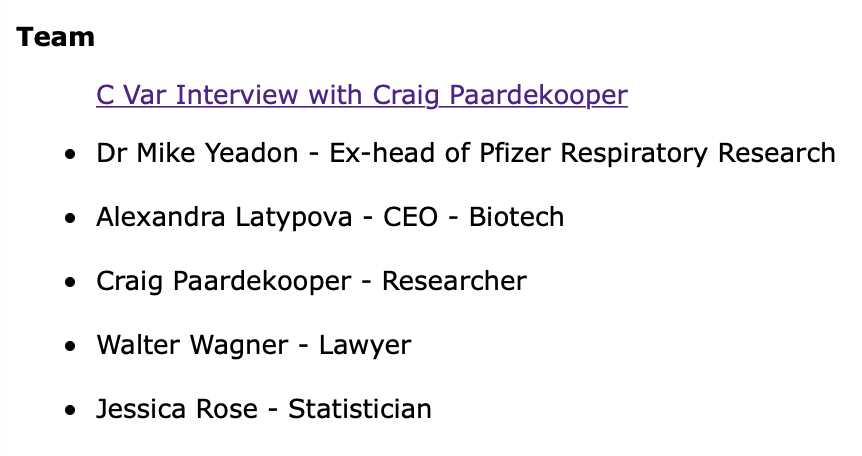 Team
C Var Interview with Craig Paardekooper
• Dr Mike Yeadon - Ex-head of Pfizer Respiratory Research
• Alexandra Latypova - CEO - Biotech
• Craig Paardekooper - Researcher
• Walter Wagner - Lawyer
• Jessica Rose - Statistician